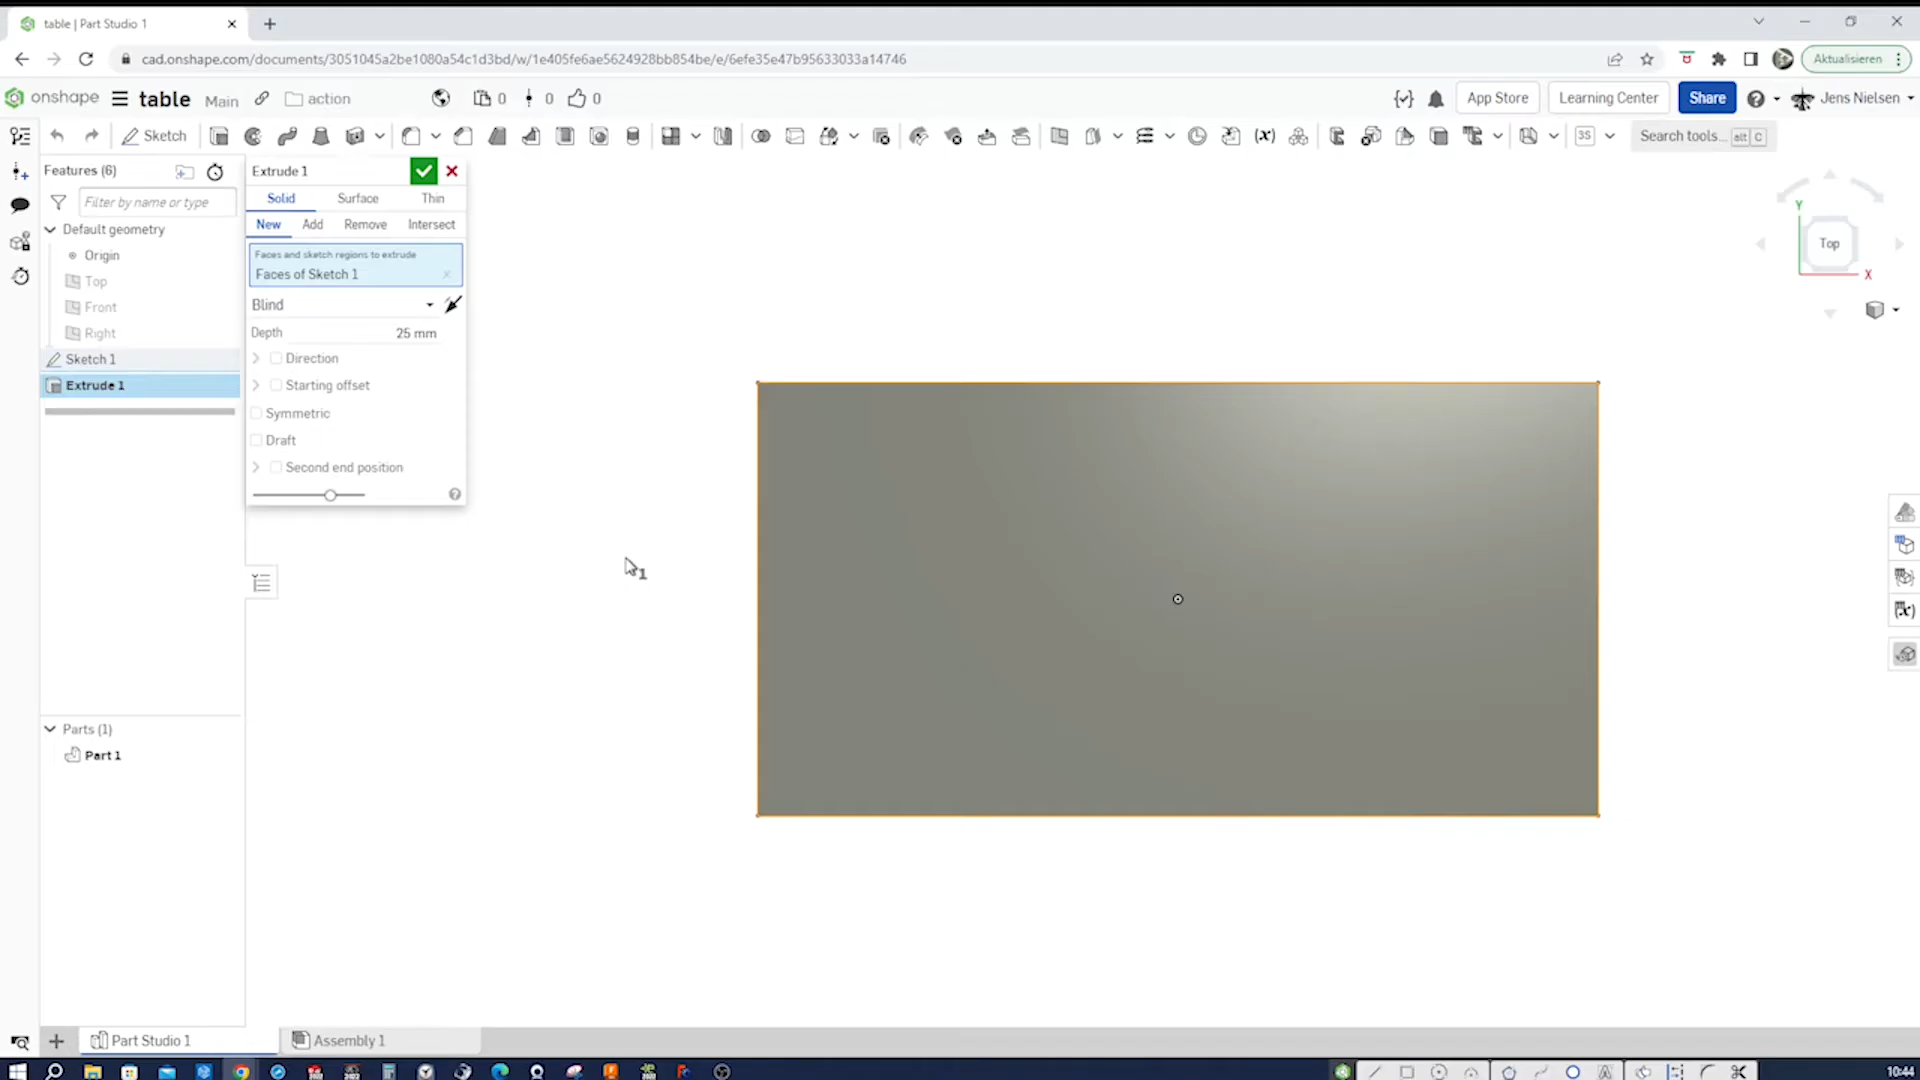 table | Part Studio 1
cad.onshape.com/documents/3051045a2be1080a54c1d3bd/w/1e405fe6ae5624928bb854be/e/6efe35e47b95633033a14746
Aktualisieren
onshape
table
Main
action
0
0
0
App Store
Learning Center
Share
Jens Nielsen
Sketch
(x)
3S
Search tools... alt C
Features (6)
Filter by name or type
Default geometry
Origin
Top
Front
Right
Sketch 1
Extrude 1
Extrude 1
Solid
Surface
Thin
New
Add
Remove
Intersect
Faces and sketch regions to extrude
Faces of Sketch 1
Blind
Depth
25 mm
Direction
Starting offset
Symmetric
Draft
Second end position
1
Y
Top
X
(x)
Parts (1)
Part 1
Part Studio 1
Assembly 1
10:44